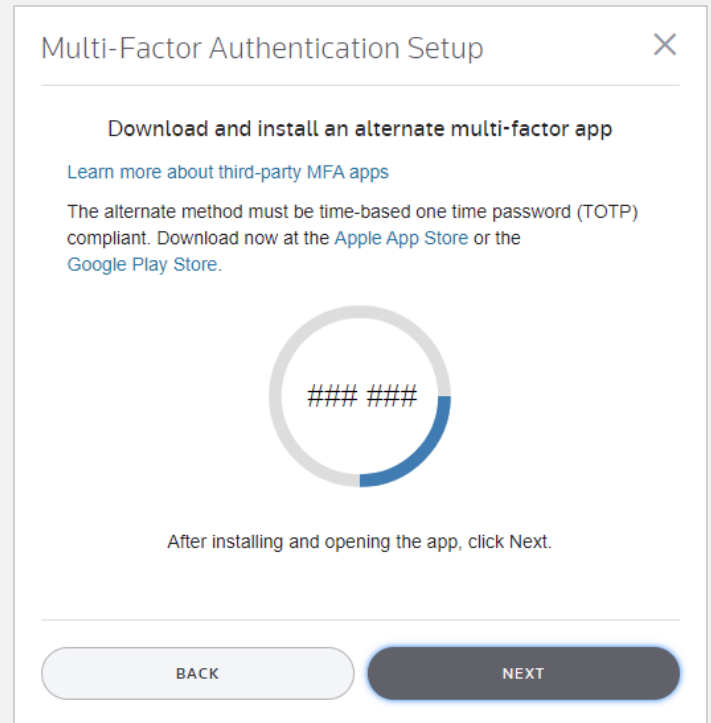 Multi-Factor Authentication Setup
Download and install an alternate multi-factor app
Learn more about third-party MFA apps
The alternate method must be time-based one time password (TOTP)
compliant. Download now at the Apple App Store or the
Google Play Store.
### ###
After installing and opening the app, click Next.
BACK
NEXT